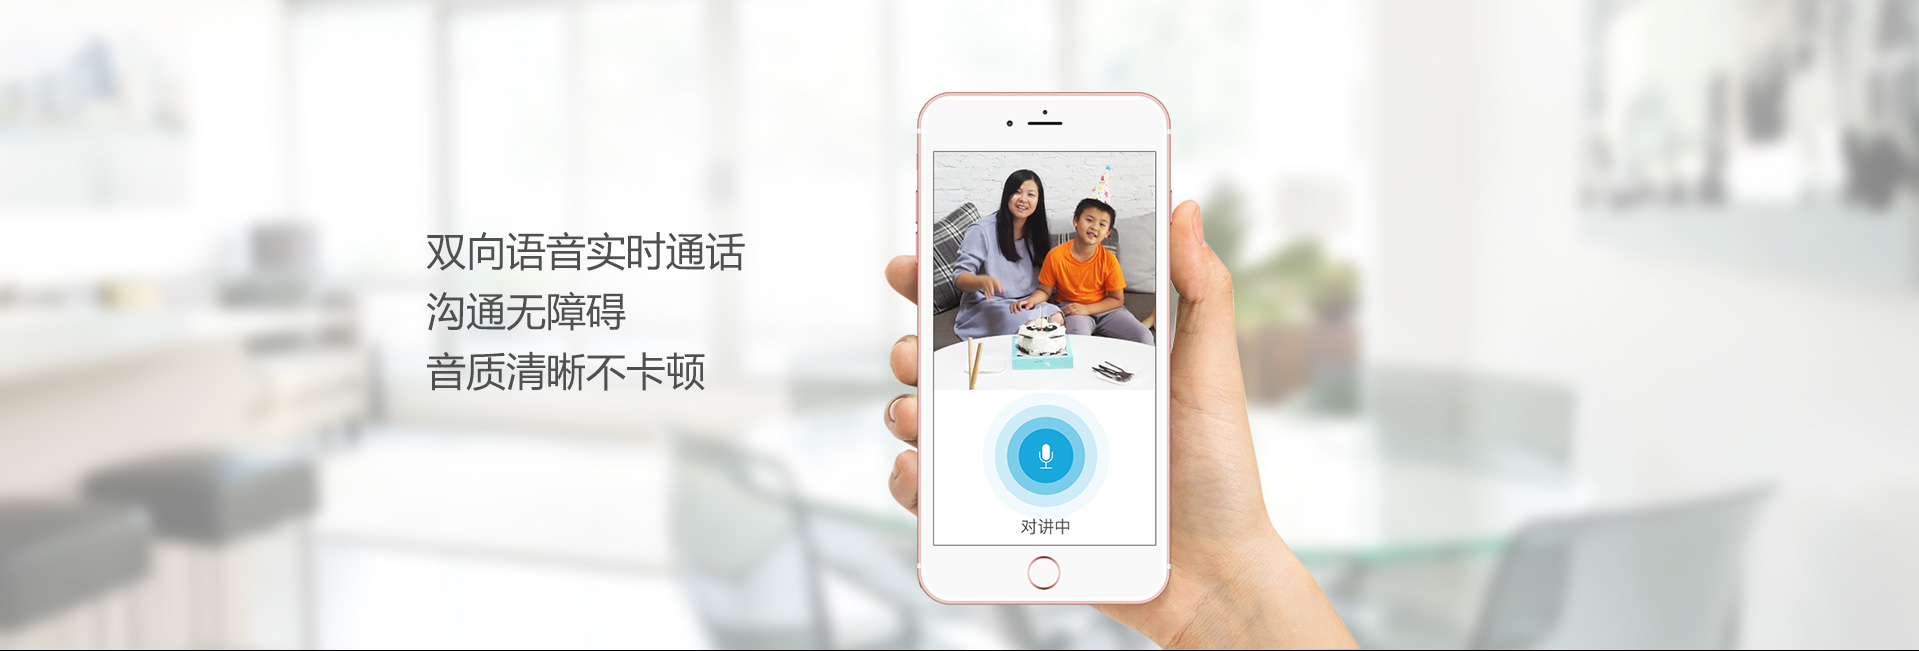 双向语音实时通话
沟通无障碍
音质清晰不卡顿
对讲中